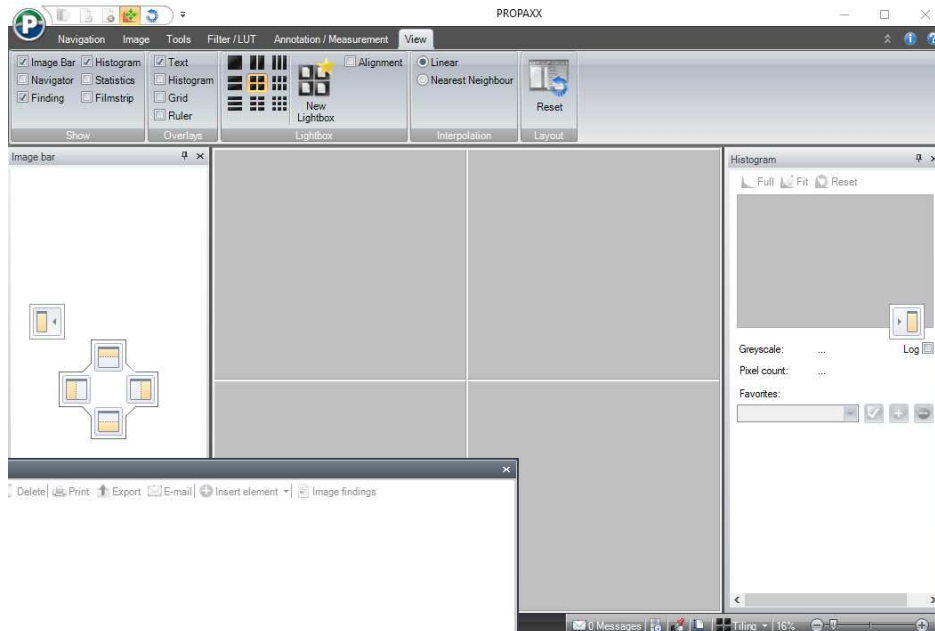 PROPAXX
P
Navigation Image Tools Filter / LUT Annotation / Measurement View
Image Bar Histogram Text Alignment Linear
Navigator Statistics Histogram Nearest Neighbour
Finding Filmstrip Grid
Ruler
New Lightbox
Reset
Show Overlays Lightbox Interpolation Layout
Image bar
Histogram
Full Fit Reset
Greyscale: ... Log
Pixel count: ...
Favorites:
Delete Print Export E-mail Insert element Image findings
0 Messages Tiling 16%